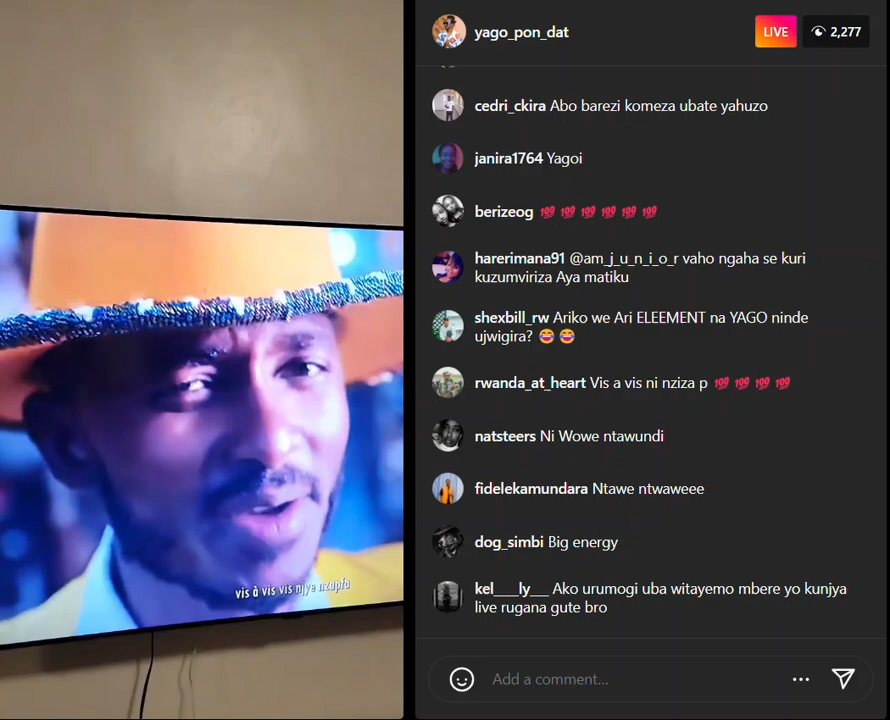 yago_pon_dat
LIVE
2,277
cedri_ckira Abo barezi komeza ubate yahuzo
janira1764 Yagoi
berizeog 💯 💯 💯 💯 💯 💯
harerimana91 @am_j_u_n_i_o_r vaho ngaha se kuri
kuzumviriza Aya matiku
shexbill_rw Ariko we Ari ELEEMENT na YAGO ninde
ujwigira? 😂 😂
rwanda_at_heart Vis a vis ni nziza p 💯 💯 💯 💯
natsteers Ni Wowe ntawundi
fidelekamundara Ntawe ntwaweee
dog_simbi Big energy
kel___ly__ Ako urumogi uba witayemo mbere yo kunjya
live rugana gute bro
Add a comment...
vis à vis vis njye nzapfa